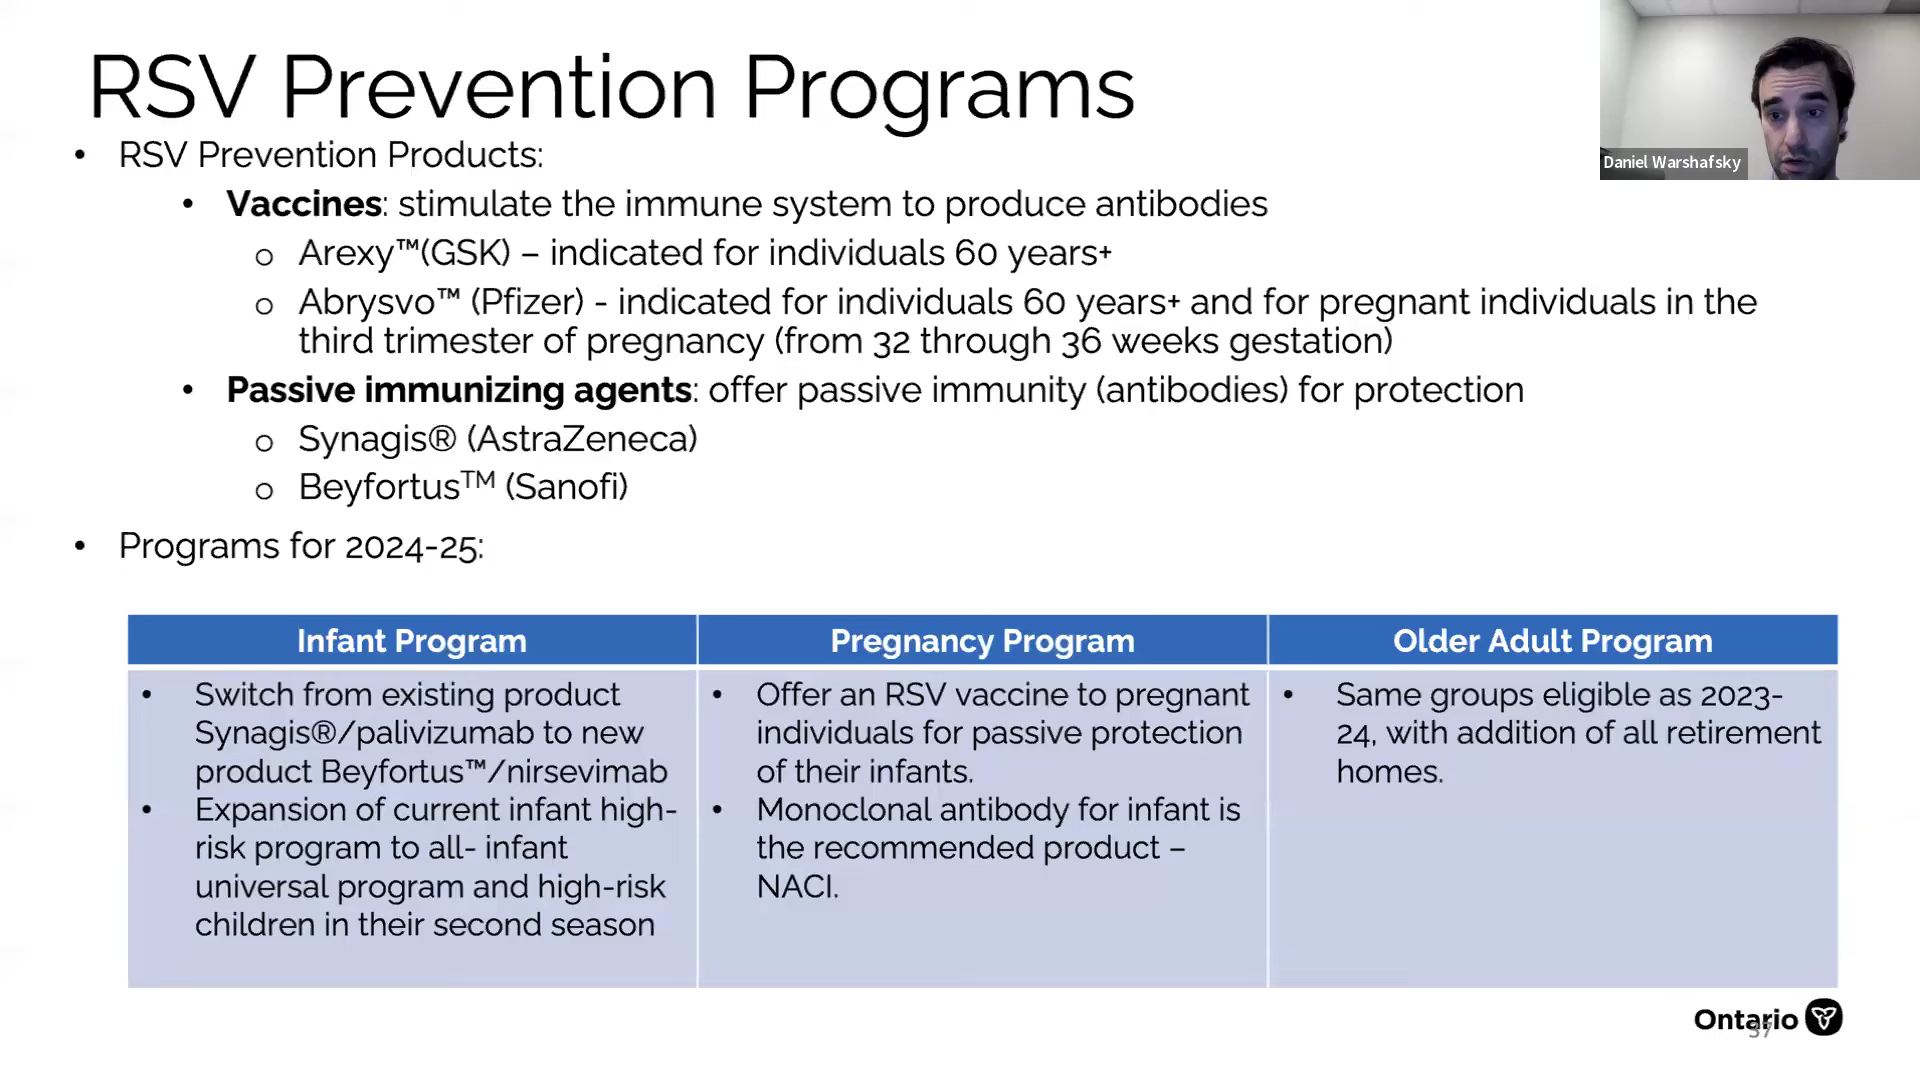 RSV Prevention Programs
Daniel Warshafsky
• RSV Prevention Products:
• Vaccines: stimulate the immune system to produce antibodies
o Arexy™(GSK) – indicated for individuals 60 years+
o Abrysvo™ (Pfizer) - indicated for individuals 60 years+ and for pregnant individuals in the
third trimester of pregnancy (from 32 through 36 weeks gestation)
• Passive immunizing agents: offer passive immunity (antibodies) for protection
o Synagis® (AstraZeneca)
o Beyfortus™ (Sanofi)
• Programs for 2024-25:
Infant Program
• Switch from existing product
Synagis®/palivizumab to new
product Beyfortus™/nirsevimab
• Expansion of current infant high-
risk program to all- infant
universal program and high-risk
children in their second season
Pregnancy Program
• Offer an RSV vaccine to pregnant
individuals for passive protection
of their infants.
• Monoclonal antibody for infant is
the recommended product –
NACI.
Older Adult Program
• Same groups eligible as 2023-
24, with addition of all retirement
homes.
Ontario
37